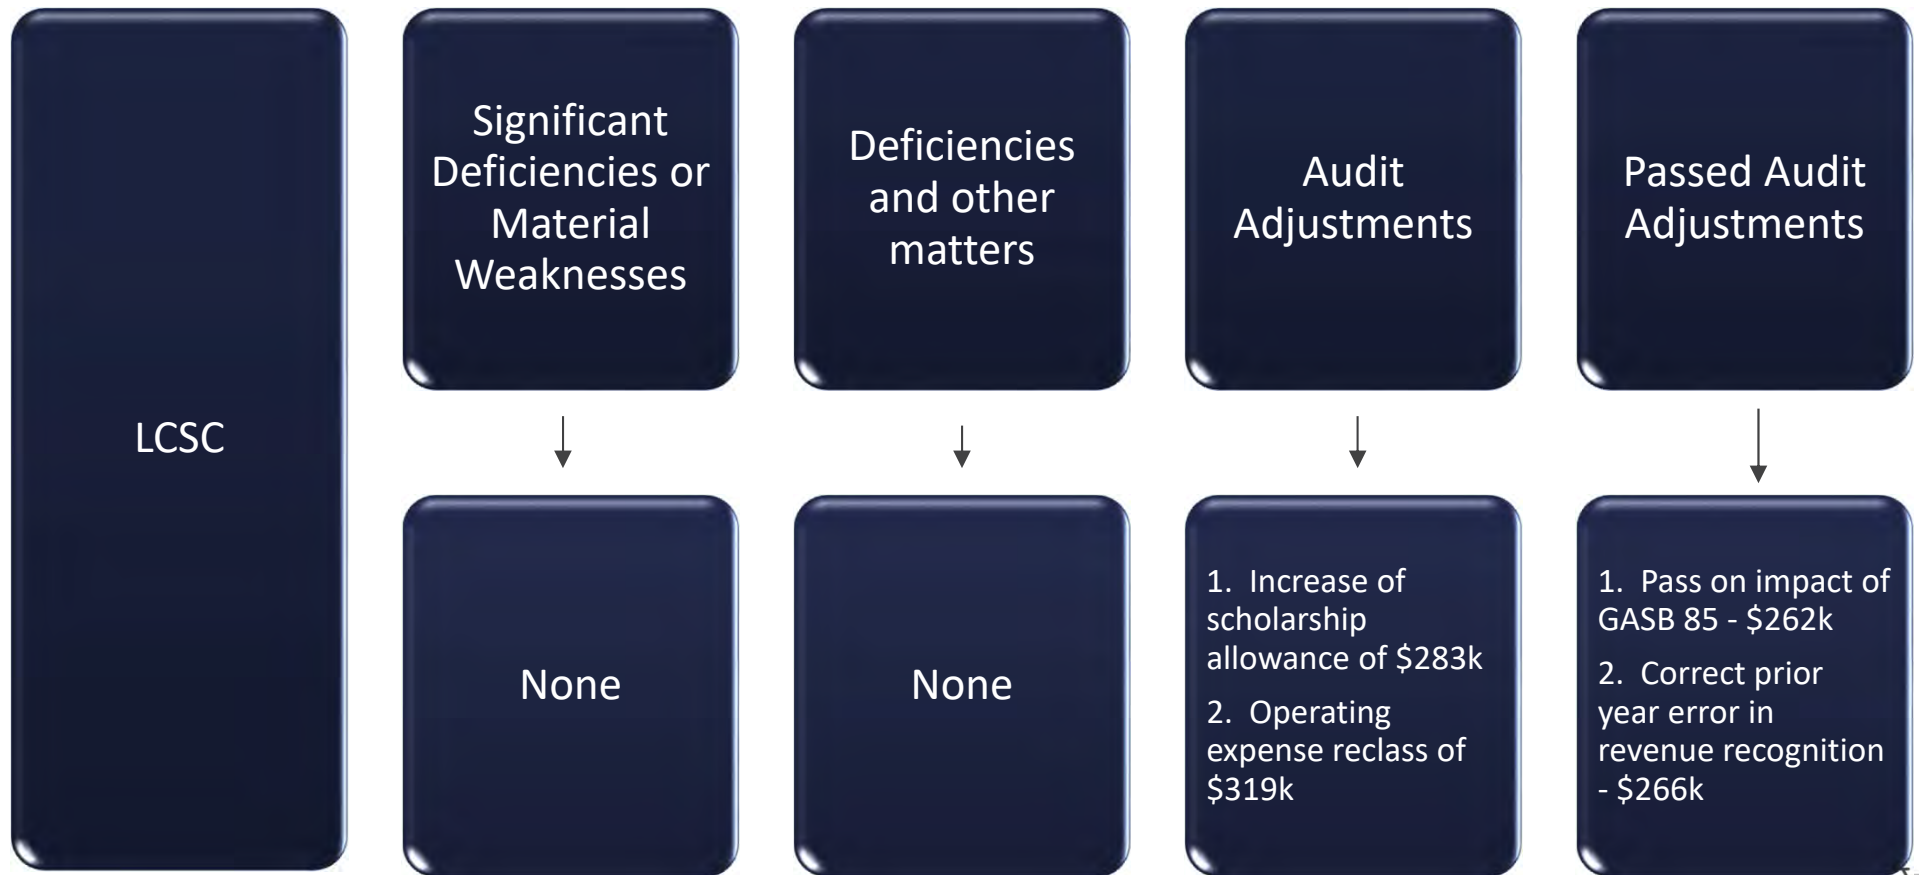 LCSC
Significant
Deficiencies or
Material
Weaknesses
None
Deficiencies
and other
matters
None
Audit
Adjustments
1. Increase of
scholarship
allowance of $283k
2. Operating
expense reclass of
$319k
Passed Audit
Adjustments
1. Pass on impact of
GASB 85 - $262k
2. Correct prior
year error in
revenue recognition
- $266k